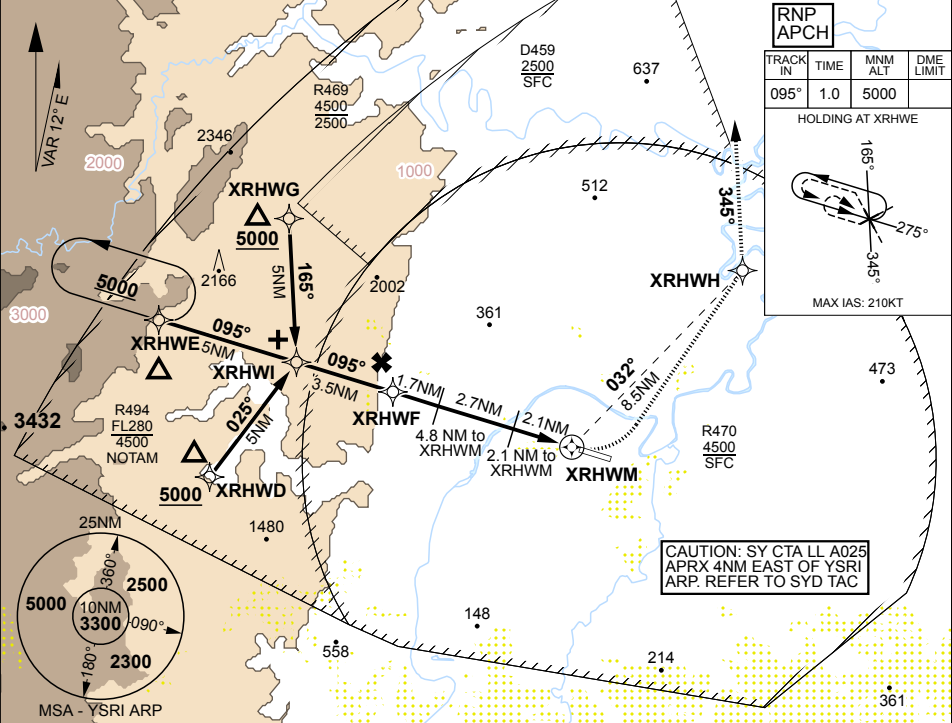 RNP
APCH
TRACK IN
TIME
MNM ALT
DME LIMIT
095°
1.0
5000
HOLDING AT XRHWE
165°
275°
345°
MAX IAS: 210KT
VAR 12° E
D459
2500
SFC
637
R469
4500
2500
2346
2000
1000
XRHWG
5000
512
345°
165°
5NM
2166
2002
5000
XRHWH
3000
361
095°
5NM
XRHWE
XRHWI
095°
3.5NM
1.7NM
2.7NM
2.1NM
XRHWF
032°
8.5NM
473
4.8 NM to
XRHWM
2.1 NM to
XRHWM
XRHWM
025°
5NM
R494
FL280
4500
NOTAM
3432
R470
4500
SFC
5000
XRHWD
1480
CAUTION: SY CTA LL A025
APRX 4NM EAST OF YSRI
ARP. REFER TO SYD TAC
25NM
360°
2500
5000
10NM
3300
090°
180°
2300
MSA - YSRI ARP
148
558
214
361